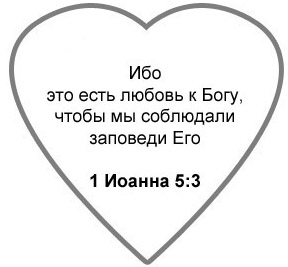 Ибо
это есть любовь к Богу,
чтобы мы соблюдали
заповеди Его
1 Иоанна 5:3